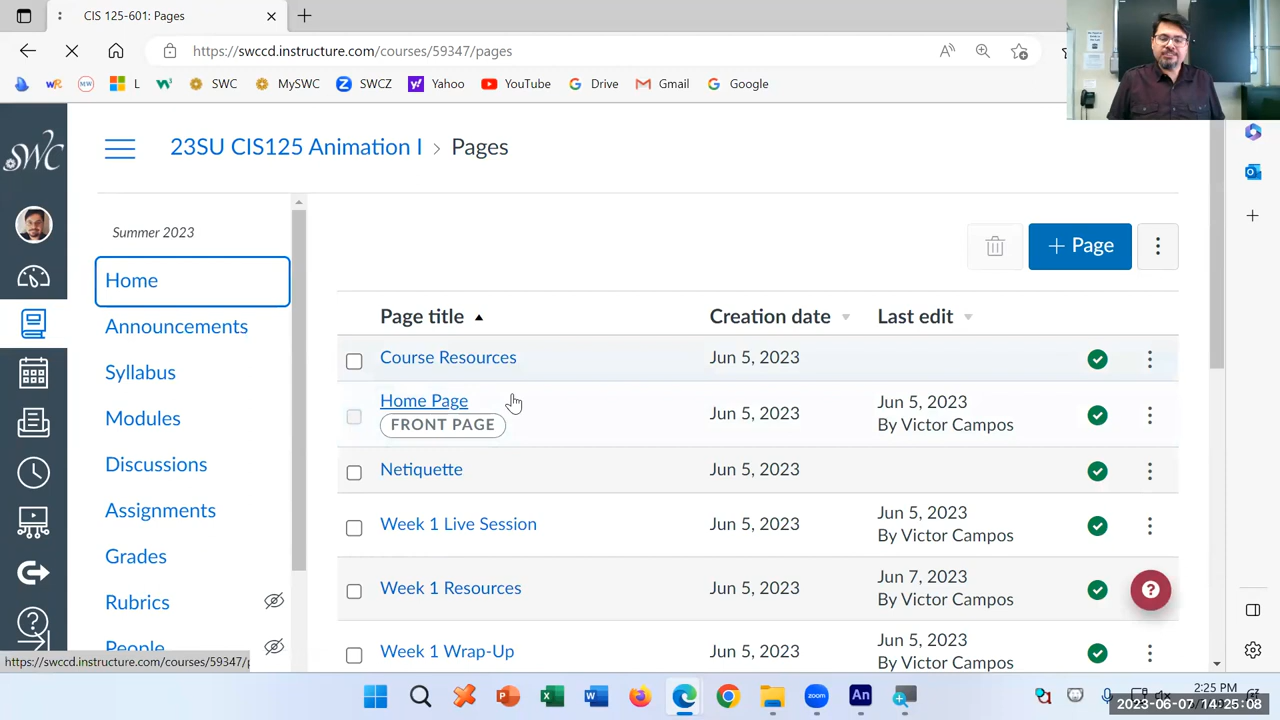 CIS 125-601: Pages
https://swccd.instructure.com/courses/59347/pages
L
SWC
MySWC
SWCZ
Yahoo
YouTube
Drive
Gmail
Google
SWC
23SU CIS125 Animation I > Pages
Summer 2023
Home
Announcements
Syllabus
Modules
Discussions
Assignments
Grades
Rubrics
People
+ Page
Page title
Creation date
Last edit
Course Resources
Jun 5, 2023
Home Page
FRONT PAGE
Jun 5, 2023
Jun 5, 2023
By Victor Campos
Netiquette
Jun 5, 2023
Week 1 Live Session
Jun 5, 2023
Jun 5, 2023
By Victor Campos
Week 1 Resources
Jun 5, 2023
Jun 7, 2023
By Victor Campos
Week 1 Wrap-Up
Jun 5, 2023
Jun 5, 2023
By Victor Campos
https://swccd.instructure.com/courses/59347/p
zoom
An
2:25 PM
2023-06-07 14:25:08